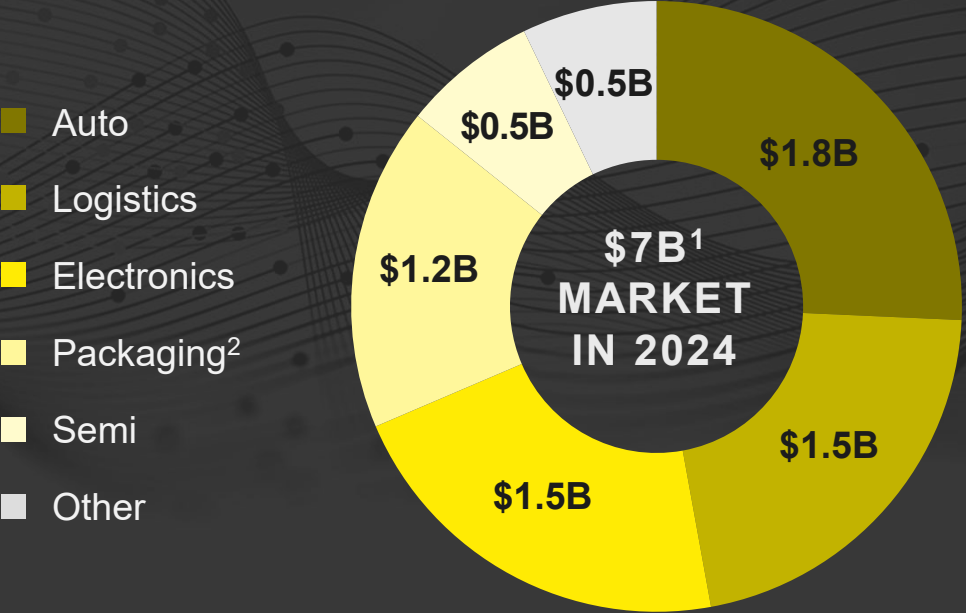 Auto
Logistics
Electronics
Packaging²
Semi
Other
$0.5B
$0.5B
$1.8B
$1.2B
$7B¹
MARKET
IN 2024
$1.5B
$1.5B